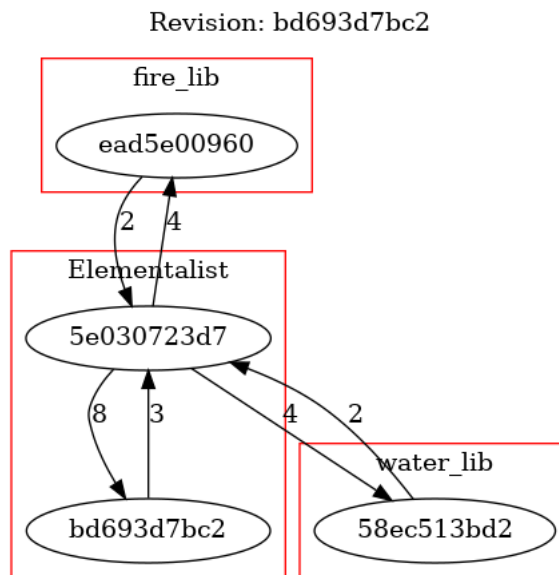 Revision: bd693d7bc2
fire_lib
ead5e00960
2
4
Elementalist
5e030723d7
8
3
4
2
water_lib
bd693d7bc2
58ec513bd2